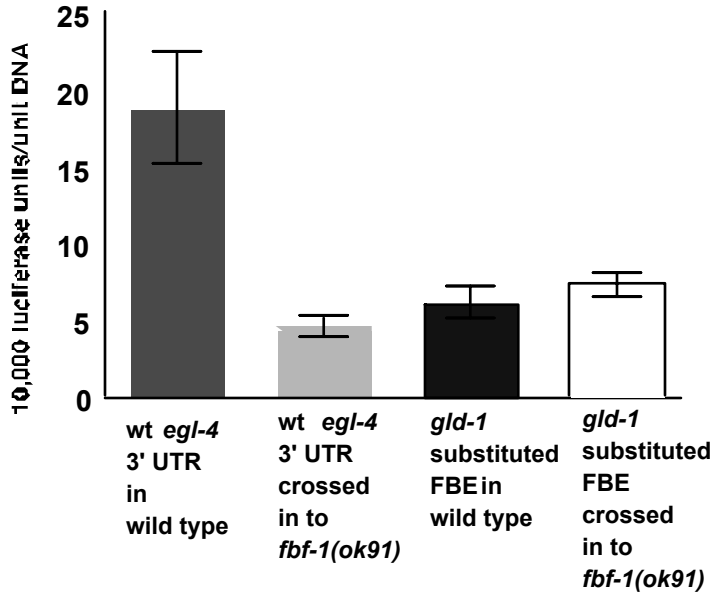 25
20
15
10
5
0
10,000 luciferase units/unit DNA
wt egl-4
3' UTR
in
wild type
wt egl-4
3' UTR
crossed
in to
fbf-1(ok91)
gld-1
substituted
FBE in
wild type
gld-1
substituted
FBE
crossed
in to
fbf-1(ok91)